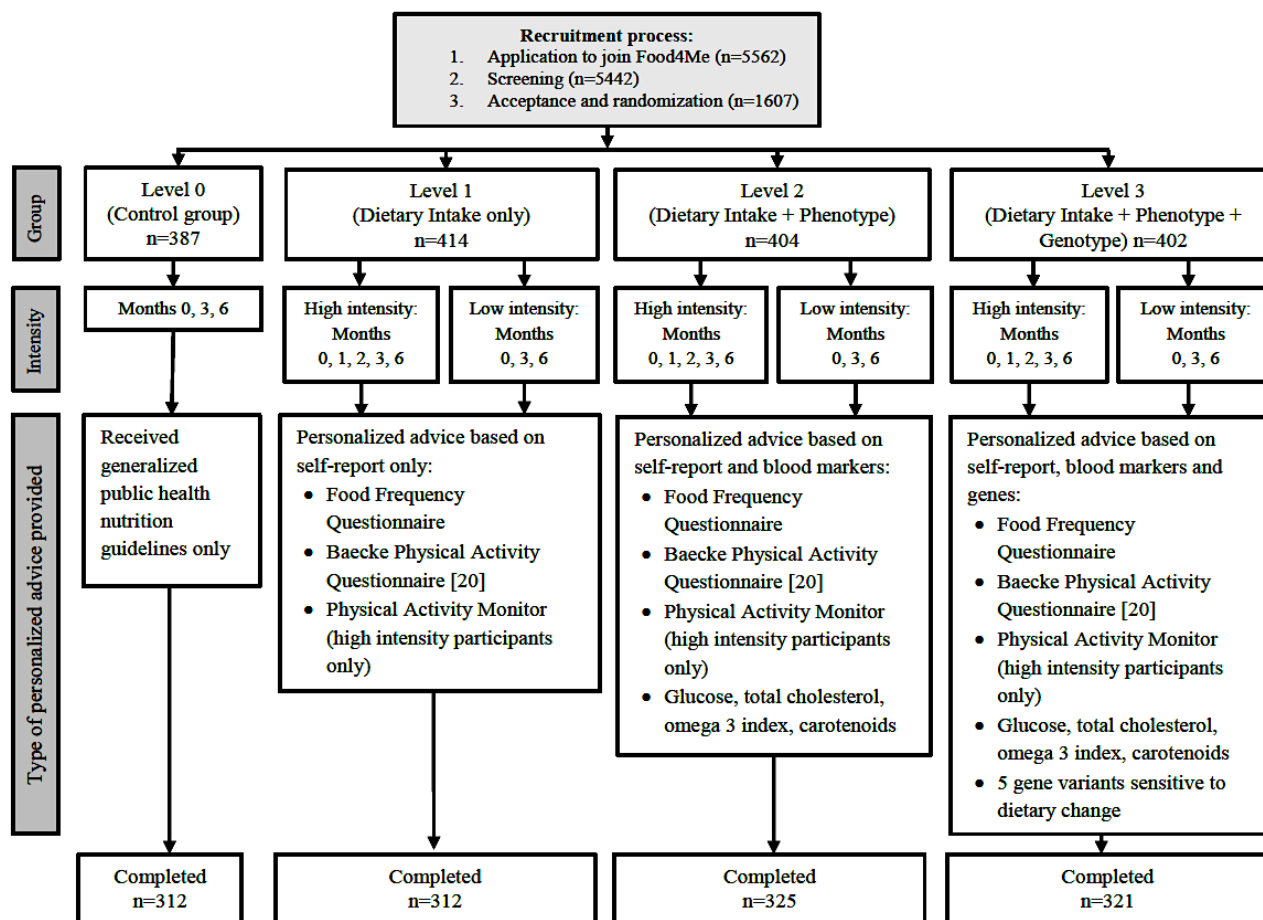 Recruitment process:
1. Application to join Food4Me (n=5562)
2. Screening (n=5442)
3. Acceptance and randomization (n=1607)
Group
Level 0
(Control group)
n=387
Level 1
(Dietary Intake only)
n=414
Level 2
(Dietary Intake + Phenotype)
n=404
Level 3
(Dietary Intake + Phenotype +
Genotype) n=402
Intensity
Months 0, 3, 6
High intensity:
Months
0, 1, 2, 3, 6
Low intensity:
Months
0, 3, 6
High intensity:
Months
0, 1, 2, 3, 6
Low intensity:
Months
0, 3, 6
High intensity:
Months
0, 1, 2, 3, 6
Low intensity:
Months
0, 3, 6
Type of personalized advice provided
Received
generalized
public health
nutrition
guidelines only
Personalized advice based on
self-report only:
• Food Frequency
Questionnaire
• Baecke Physical Activity
Questionnaire [20]
• Physical Activity Monitor
(high intensity participants
only)
Personalized advice based on
self-report and blood markers:
• Food Frequency
Questionnaire
• Baecke Physical Activity
Questionnaire [20]
• Physical Activity Monitor
(high intensity participants
only)
• Glucose, total cholesterol,
omega 3 index, carotenoids
Personalized advice based on
self-report, blood markers and
genes:
• Food Frequency
Questionnaire
• Baecke Physical Activity
Questionnaire [20]
• Physical Activity Monitor
(high intensity participants
only)
• Glucose, total cholesterol,
omega 3 index, carotenoids
• 5 gene variants sensitive to
dietary change
Completed
n=312
Completed
n=312
Completed
n=325
Completed
n=321